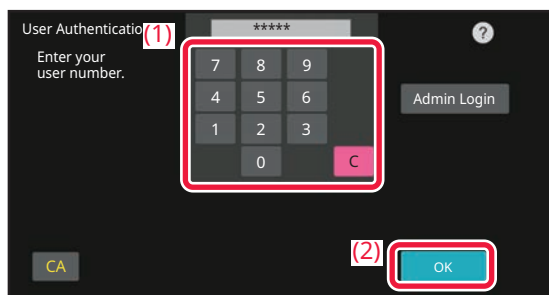 User Authenticatio
(1)
*****
?
Enter your
user number.
7 8 9
4 5 6
Admin Login
1 2 3
0 C
(2)
CA
OK